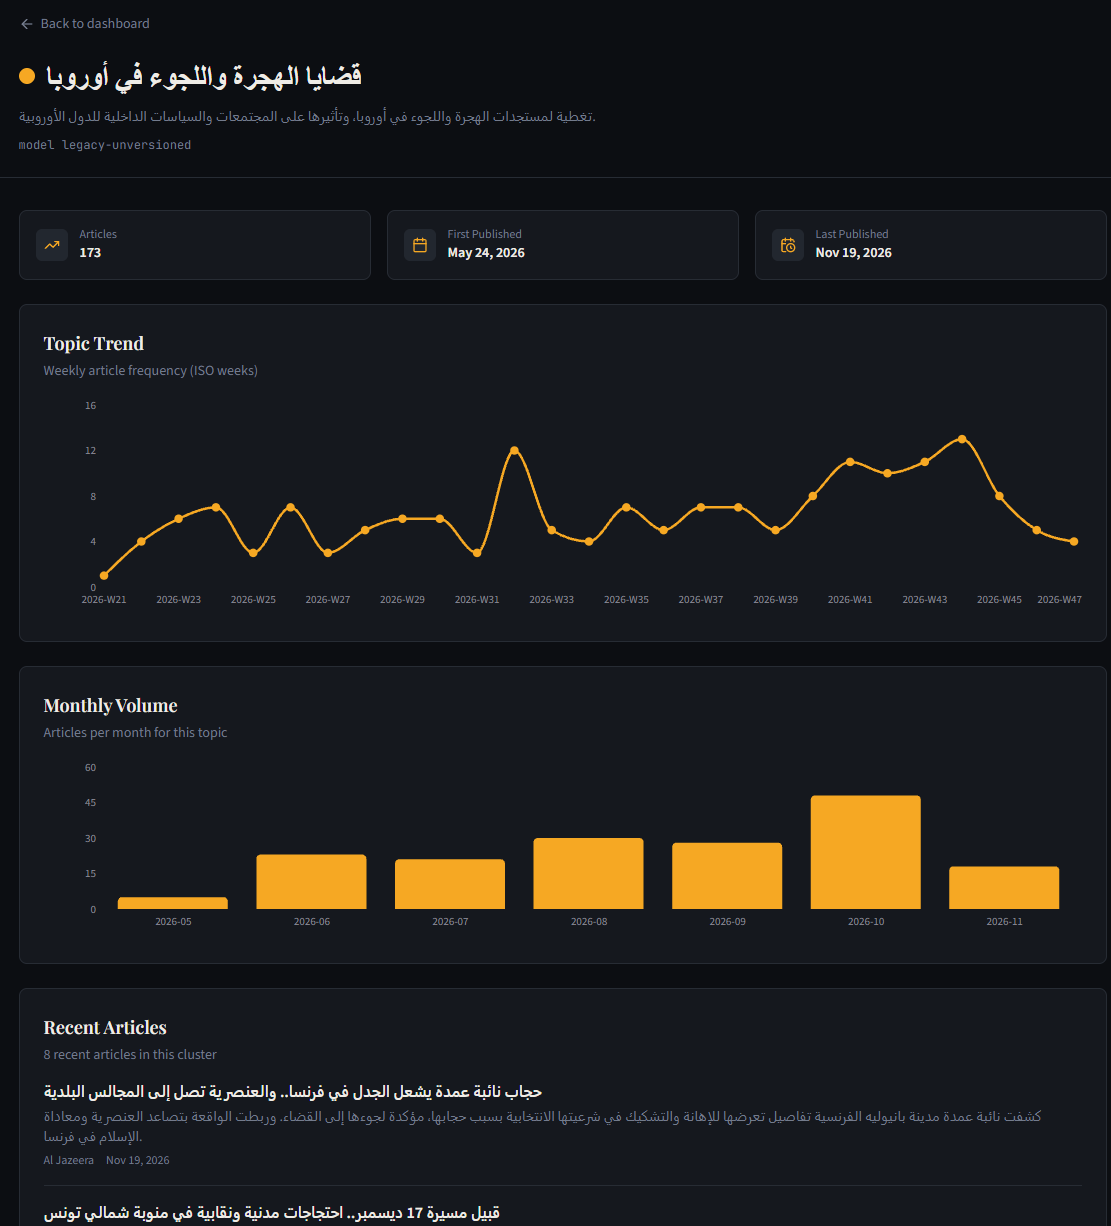 Back to dashboard
قضايا الهجرة واللجوء في أوروبا
تغطية لمستجدات الهجرة واللجوء في أوروبا، وتأثيرها على المجتمعات والسياسات الداخلية للدول الأوروبية.
model legacy-unversioned
Articles
173
First Published
May 24, 2026
Last Published
Nov 19, 2026
Topic Trend
Weekly article frequency (ISO weeks)
16
12
8
4
0
2026-W21 2026-W23 2026-W25 2026-W27 2026-W29 2026-W31 2026-W33 2026-W35 2026-W37 2026-W39 2026-W41 2026-W43 2026-W45 2026-W47
Monthly Volume
Articles per month for this topic
60
45
30
15
0
2026-05 2026-06 2026-07 2026-08 2026-09 2026-10 2026-11
Recent Articles
8 recent articles in this cluster
حجاب نائبة عمدة يشعل الجدل في فرنسا.. والعنصرية تصل إلى المجالس البلدية
كشفت نائبة عمدة مدينة بانيوليه الفرنسية تفاصيل تعرضها للإهانة والتشكيك في شرعيتها الانتخابية بسبب حجابها، مؤكدة لجوءها إلى القضاء. وربطت الواقعة بتصاعد العنصرية ومعاداة
الإسلام في فرنسا.
Al Jazeera Nov 19, 2026
قبيل مسيرة 17 ديسمبر.. احتجاجات مدنية ونقابية في منوبة شمالي تونس